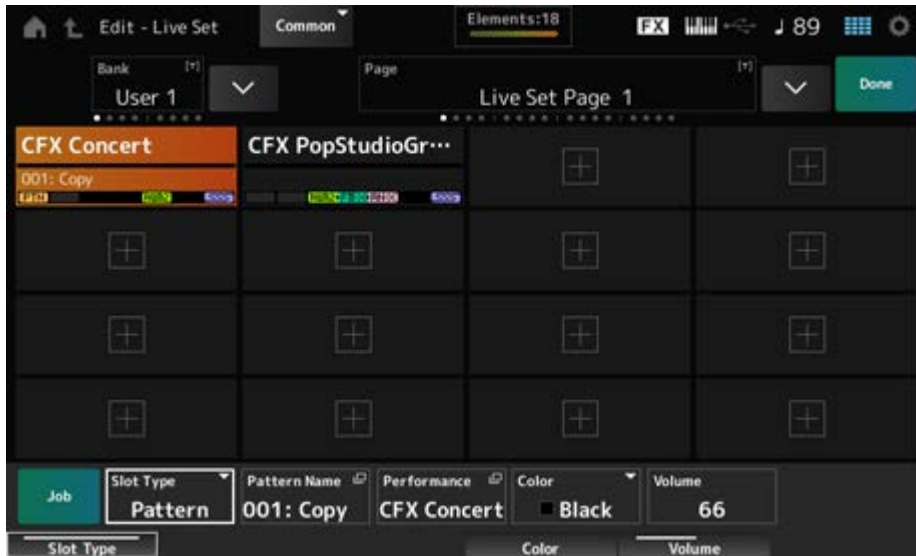 Edit - Live Set
Common
Elements:18
FX
89
Bank
User 1
Page
Live Set Page 1
Done
CFX Concert
CFX PopStudioGr…
001: Copy
PTN
Job
Slot Type
Pattern
Pattern Name
001: Copy
Performance
CFX Concert
Color
Black
Volume
66
Slot Type
Color
Volume